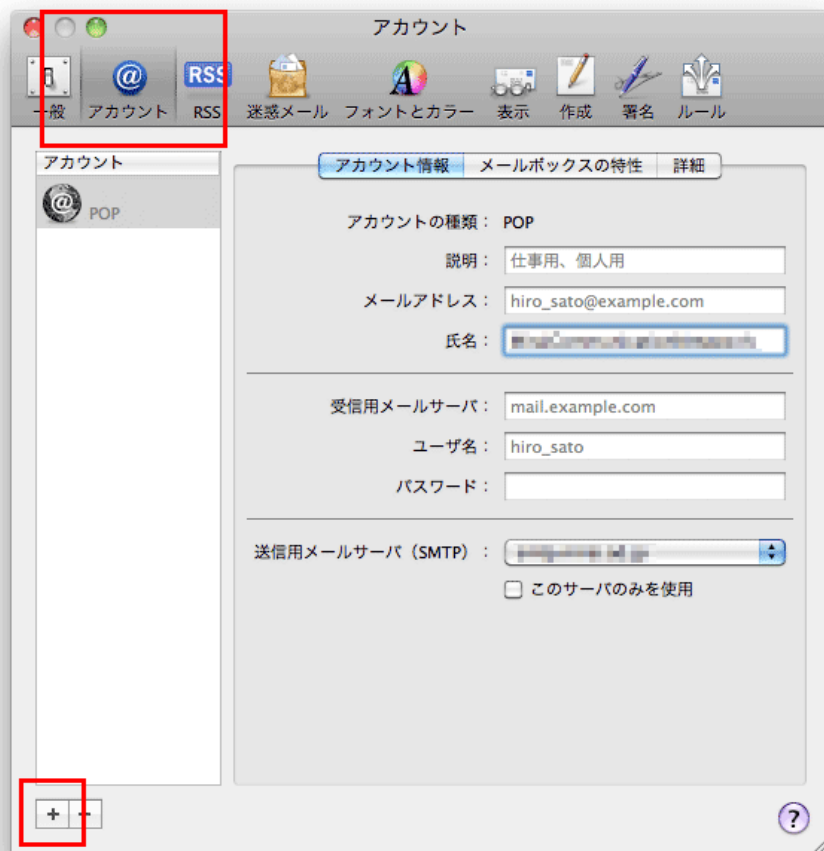 アカウント
RSS
一般 アカウント RSS 迷惑メール フォントとカラー 表示 作成 署名 ルール
アカウント
POP
アカウント情報 メールボックスの特性 詳細
アカウントの種類： POP
説明： 仕事用、個人用
メールアドレス： hiro_sato@example.com
氏名：
受信用メールサーバ： mail.example.com
ユーザ名： hiro_sato
パスワード：
送信用メールサーバ（SMTP）：
このサーバのみを使用